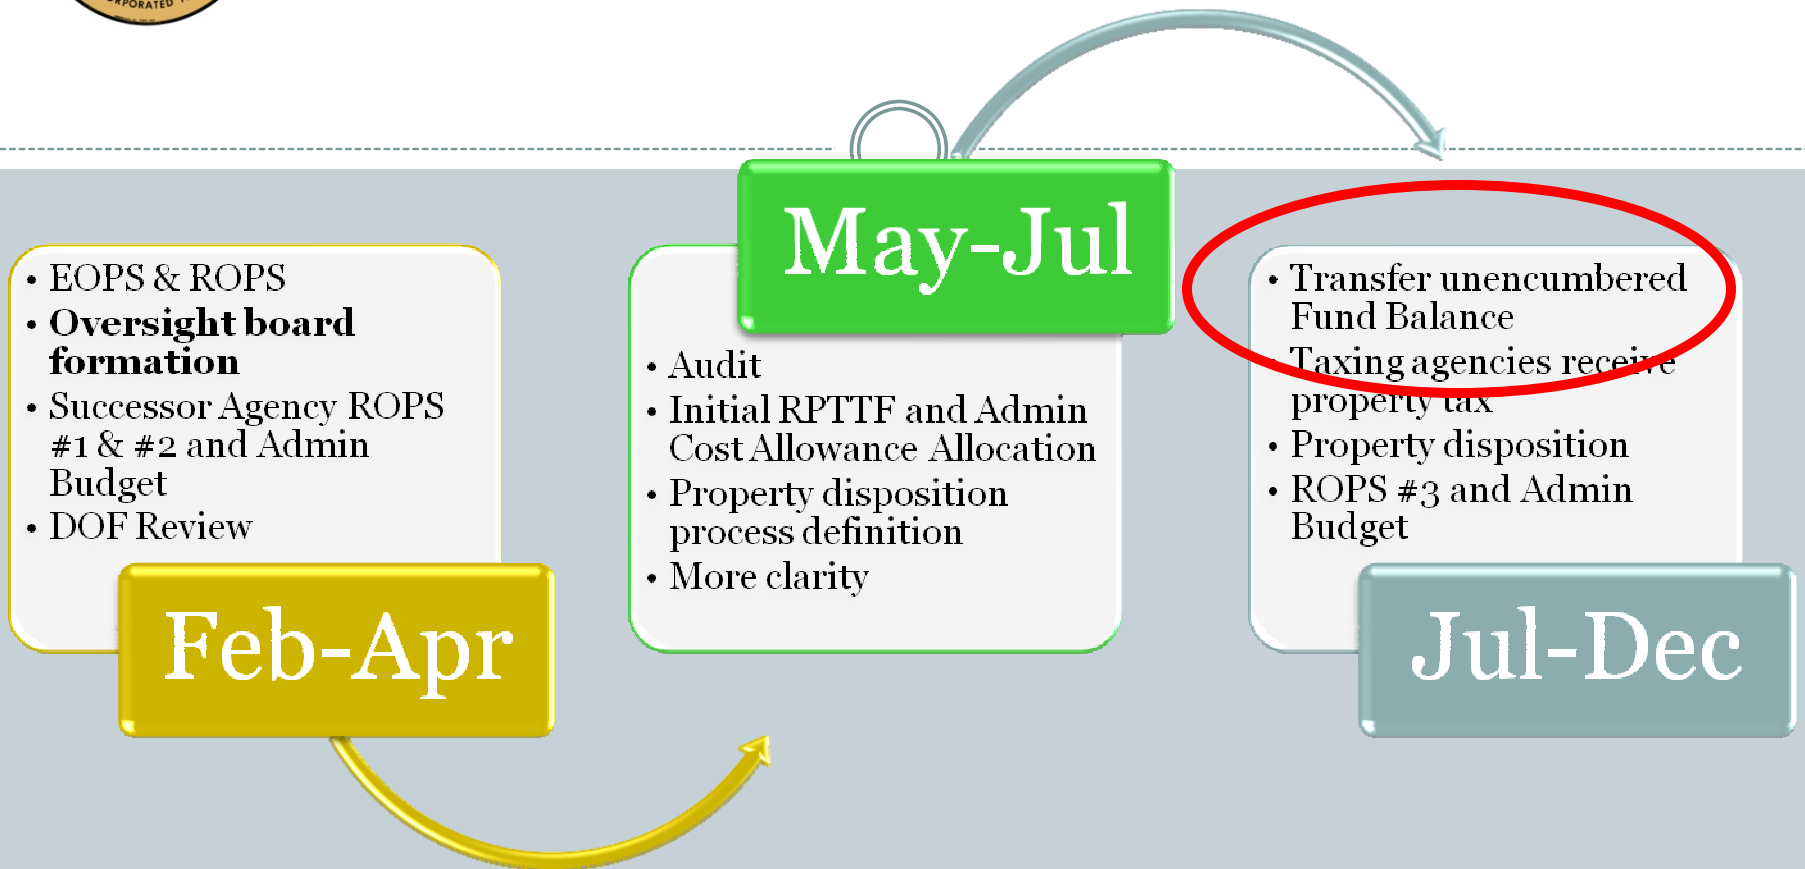 RPORATED
• EOPS & ROPS
• Oversight board
formation
• Successor Agency ROPS
#1 & #2 and Admin
Budget
• DOF Review
Feb-Apr
May-Jul
• Audit
• Initial RPTTF and Admin
Cost Allowance Allocation
• Property disposition
process definition
• More clarity
• Transfer unencumbered
Fund Balance
• Taxing agencies receive
property tax
• Property disposition
• ROPS #3 and Admin
Budget
Jul-Dec